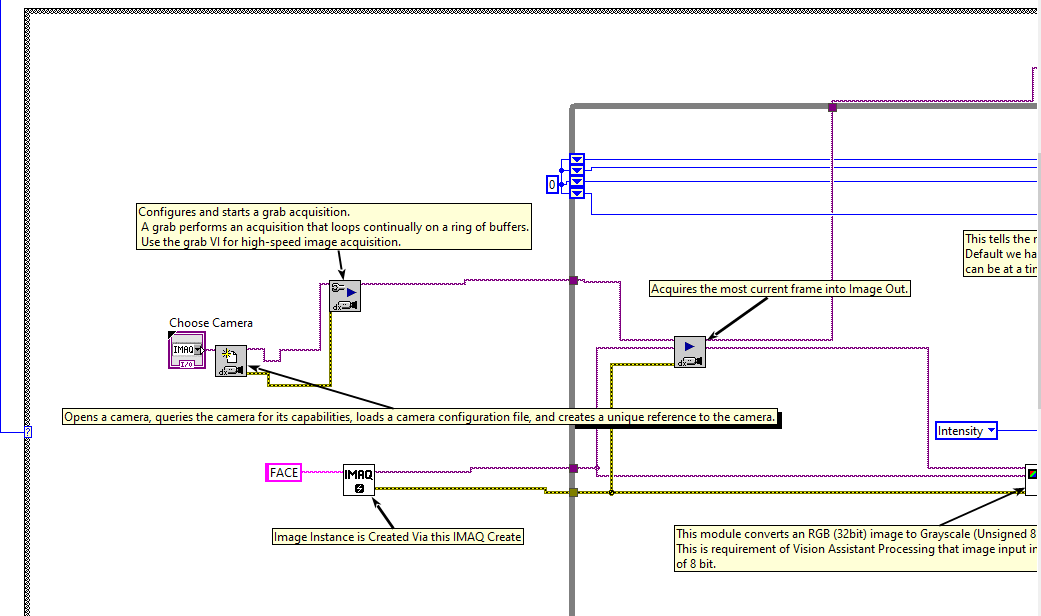 0
Configures and starts a grab acquisition.
A grab performs an acquisition that loops continually on a ring of buffers.
Use the grab VI for high-speed image acquisition.
This tells the
Default we ha
can be at a tin
Acquires the most current frame into Image Out.
Choose Camera
IMAQ
I/O
Opens a camera, queries the camera for its capabilities, loads a camera configuration file, and creates a unique reference to the camera.
?
Intensity
FACE
IMAQ
Image Instance is Created Via this IMAQ Create
This module converts an RGB (32bit) image to Grayscale (Unsigned 8
This is requirement of Vision Assistant Processing that image input in
of 8 bit.